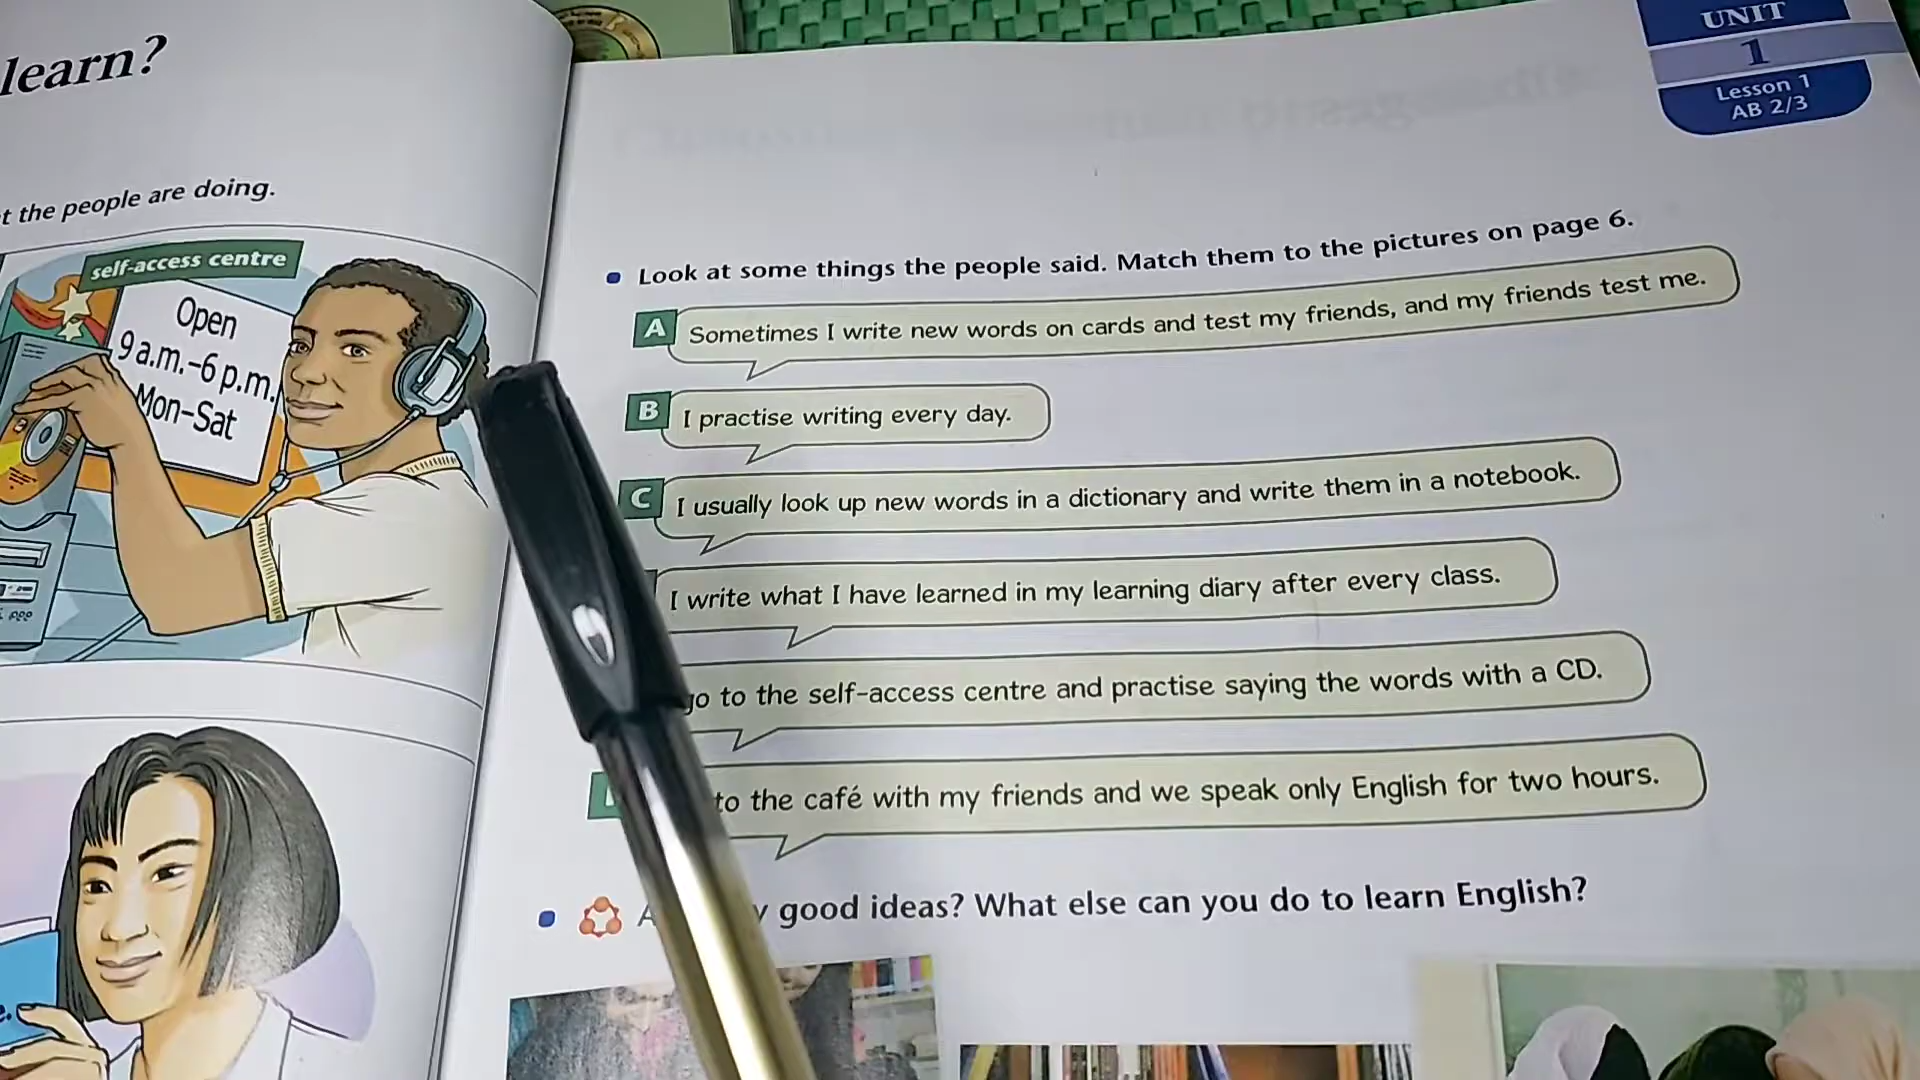 learn?
the people are doing.
self-access centre
Open
9 a.m.-6 p.m.
Mon-Sat
UNIT
1
Lesson 1
AB 2/3
Look at some things the people said. Match them to the pictures on page 6.
A Sometimes I write new words on cards and test my friends, and my friends test me.
B I practise writing every day.
C I usually look up new words in a dictionary and write them in a notebook.
I write what I have learned in my learning diary after every class.
go to the self-access centre and practise saying the words with a CD.
to the café with my friends and we speak only English for two hours.
good ideas? What else can you do to learn English?